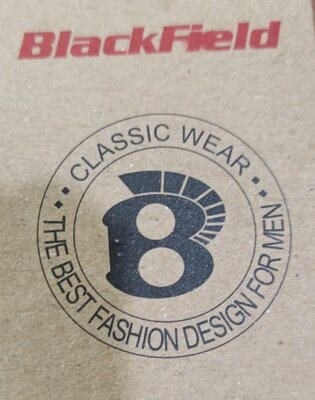 BlackField
CLASSIC WEAR
B
THE BEST FASHION DESIGN FOR MEN